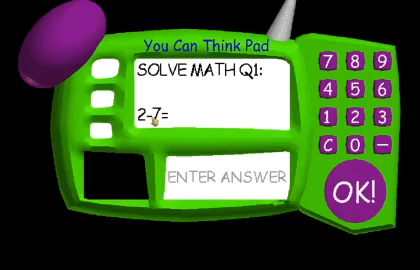 You Can Think Pad
SOLVE MATH Q1:
2-7=
ENTER ANSWER
7 8 9
4 5 6
1 2 3
C 0 −
OK!